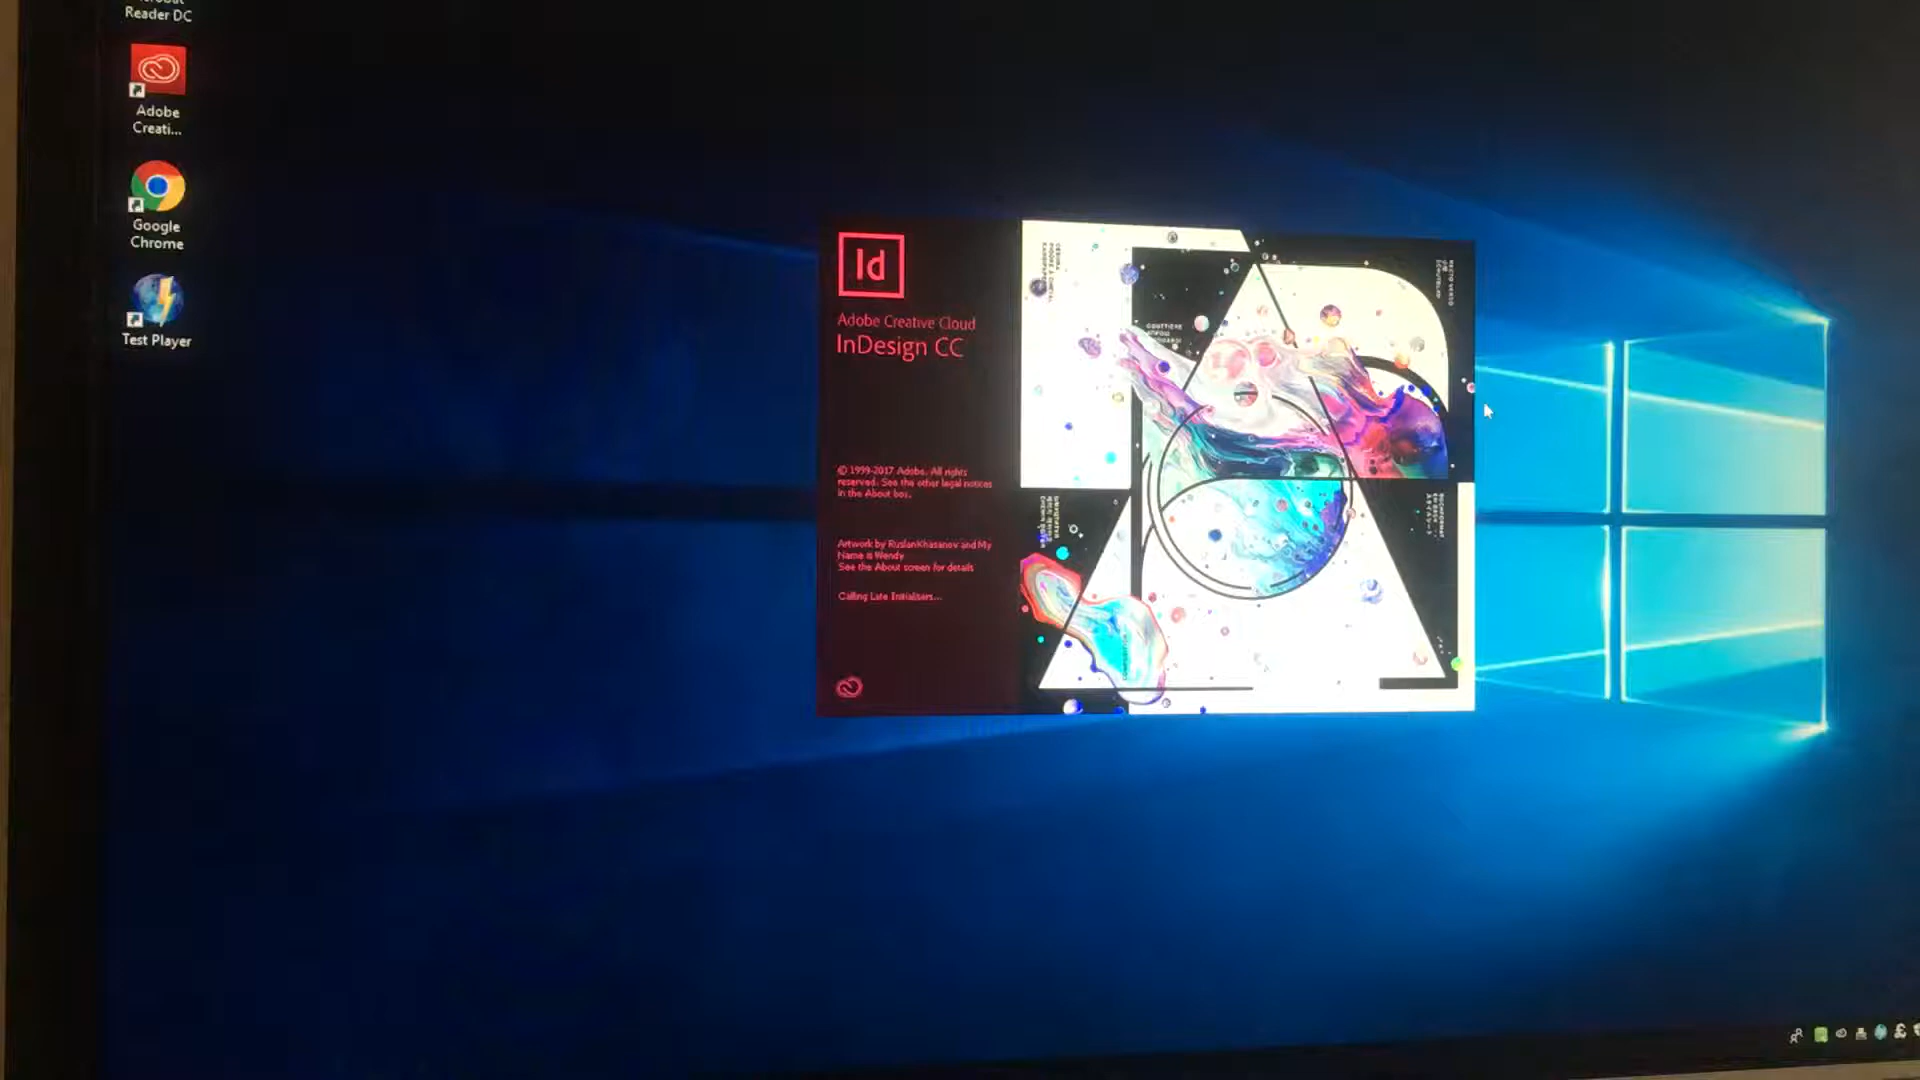 Reader DC
Adobe
Creati...
Google
Chrome
Test Player
Id
Adobe Creative Cloud
InDesign CC
© 1999-2017 Adobe. All rights
reserved. See the other legal notices
in the About box.
Artwork by RuslanKhasanov and My
Name is Wendy
See the About screen for details
Calling Late Initialisers...